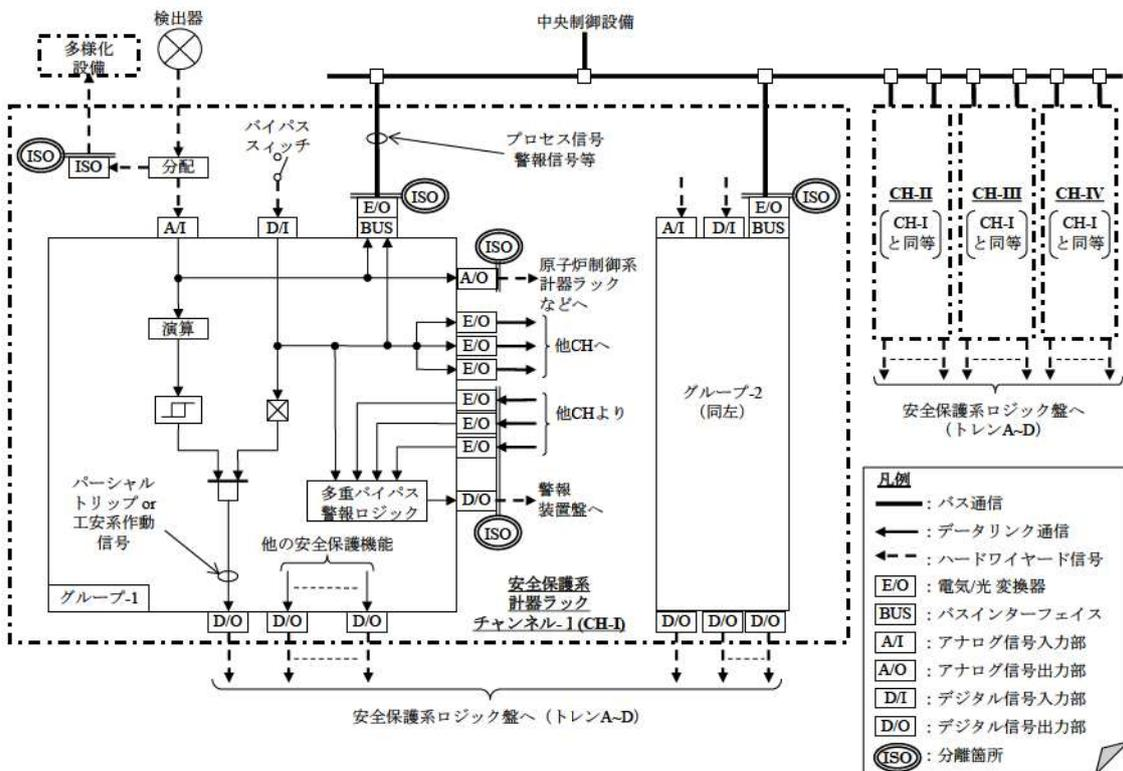 検出器
中央制御設備
多様化
設備
バイパス
スイッチ
プロセス信号
警報信号等
ISO
ISO
分配
ISO
E/O
BUS
A/I
D/I
ISO
E/O
BUS
A/I
D/I
CH-II
CH-I
と同等
CH-III
CH-I
と同等
CH-IV
CH-I
と同等
ISO
A/O
原子炉制御系
計器ラック
などへ
演算
E/O
E/O
E/O
他CHへ
E/O
E/O
E/O
他CHより
グループ-2
(同左)
安全保護系ロジック盤へ
(トレンA~D)
パーシャル
トリップ or
工安系作動
信号
多重バイパス
警報ロジック
D/O
警報
装置盤へ
ISO
他の安全保護機能
グループ-1
安全保護系
計器ラック
チャンネル-Ⅰ(CH-I)
D/O
D/O
D/O
D/O
D/O
D/O
安全保護系ロジック盤へ(トレンA~D)
凡例
:バス通信
:データリンク通信
:ハードワイヤード信号
E/O :電気/光 変換器
BUS :バスインターフェイス
A/I :アナログ信号入力部
A/O :アナログ信号出力部
D/I :デジタル信号入力部
D/O :デジタル信号出力部
ISO :分離箇所